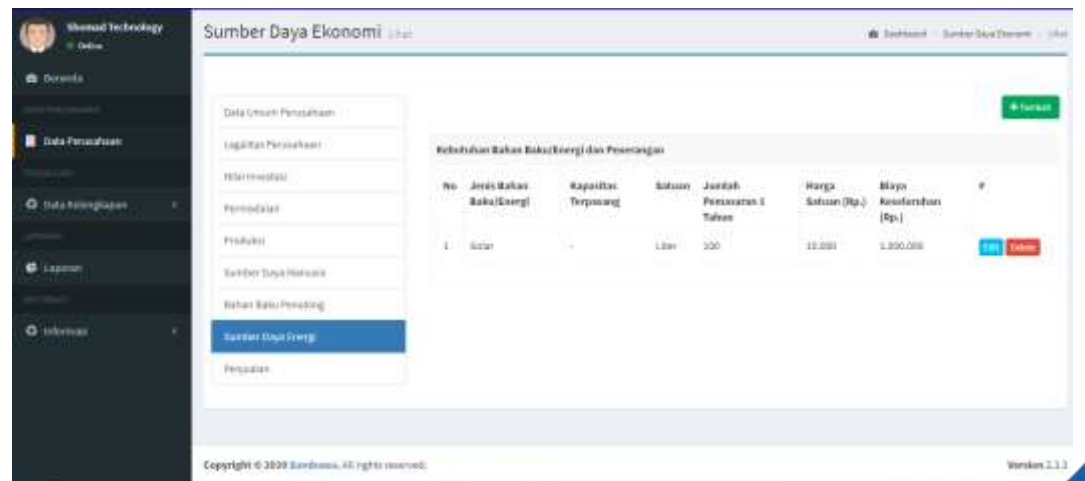 Shomad Technology
Online
Sumber Daya Ekonomi Lihat
Dashboard Sumber Daya Ekonomi Lihat
Beranda
Data Perusahaan
Data Kelengkapan
Laporan
Informasi
Data Umum Perusahaan
Legalitas Perusahaan
Nilai Investasi
Permodalan
Produksi
Sumber Daya Manusia
Bahan Baku Penolong
Sumber Daya Energi
Penjualan
+ Tambah
Kebutuhan Bahan Baku/Energi dan Penerangan
No Jenis Bahan Baku/Energi Kapasitas Terpasang Satuan Jumlah Pemakaian 1 Tahun Harga Satuan (Rp.) Biaya Keseluruhan (Rp.) #
1 Solar - Liter 100 10.000 1.000.000 Edit Delete
Copyright © 2020 All rights reserved.
Version 2.3.3